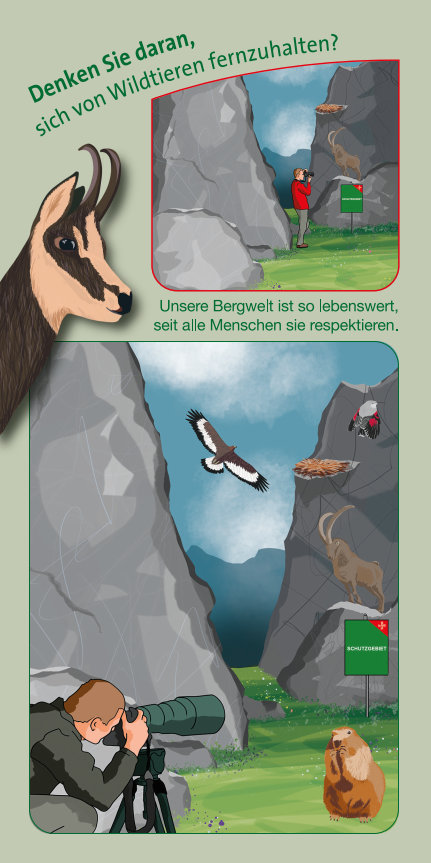 Denken Sie daran,
sich von Wildtieren fernzuhalten?
Unsere Bergwelt ist so lebenswert,
seit alle Menschen sie respektieren.
SCHUTZGEBIET